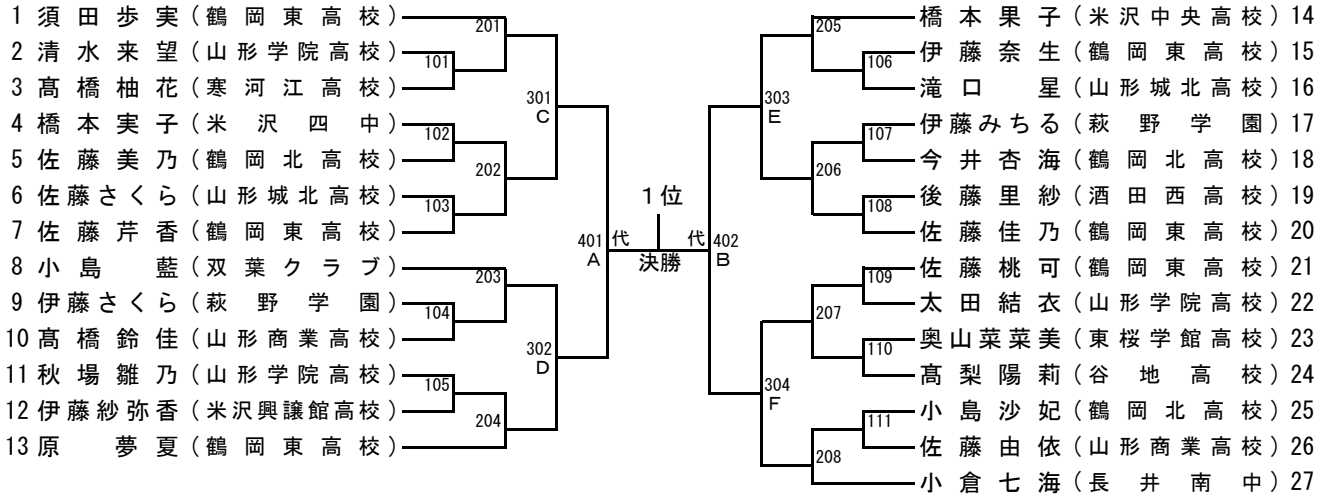 1 須田歩実(鶴岡東高校)
2 清水来望(山形学院高校)
3 髙橋柚花(寒河江高校)
4 橋本実子(米沢四中)
5 佐藤美乃(鶴岡北高校)
6 佐藤さくら(山形城北高校)
7 佐藤芹香(鶴岡東高校)
8 小島藍(双葉クラブ)
9 伊藤さくら(萩野学園)
10 髙橋鈴佳(山形商業高校)
11 秋場雛乃(山形学院高校)
12 伊藤紗弥香(米沢興譲館高校)
13 原夢夏(鶴岡東高校)
201
101
301
C
102
202
103
401 代
A
203
104
302
D
105
204
1位
決勝
代 402
B
205
106
303
E
107
206
108
109
207
110
304
F
111
208
橋本果子(米沢中央高校)14
伊藤奈生(鶴岡東高校)15
滝口星(山形城北高校)16
伊藤みちる(萩野学園)17
今井杏海(鶴岡北高校)18
後藤里紗(酒田西高校)19
佐藤佳乃(鶴岡東高校)20
佐藤桃可(鶴岡東高校)21
太田結衣(山形学院高校)22
奥山菜菜美(東桜学館高校)23
髙梨陽莉(谷地高校)24
小島沙妃(鶴岡北高校)25
佐藤由依(山形商業高校)26
小倉七海(長井南中)27